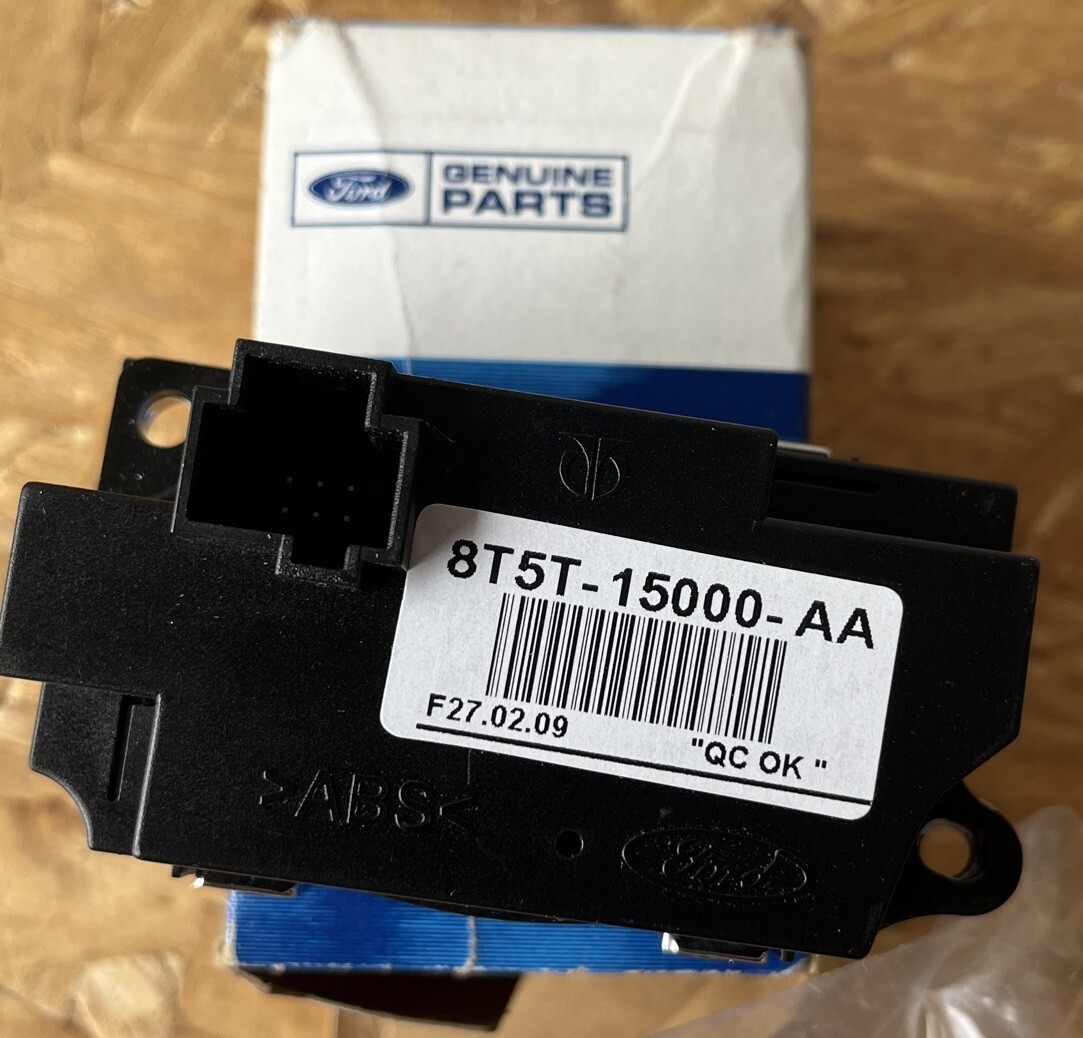 Ford
GENUINE
PARTS
8T5T-15000-AA
F27.02.09
"QC OK "
>ABS<
Ford